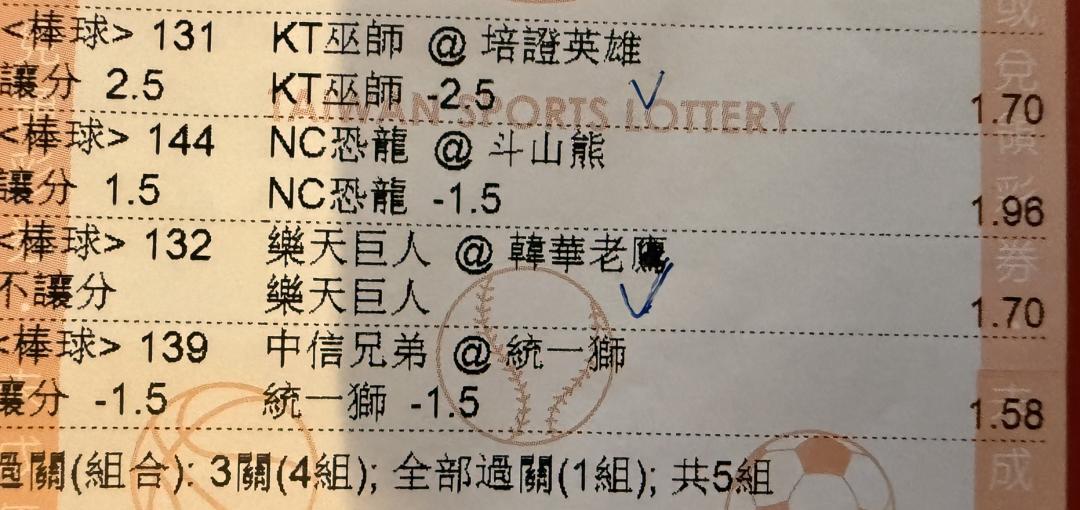 <棒球> 131 KT巫師 @ 培證英雄
讓分 2.5 KT巫師 -2.5 1.70
TAIWAN SPORTS LOTTERY
<棒球> 144 NC恐龍 @ 斗山熊
讓分 1.5 NC恐龍 -1.5 1.96
<棒球> 132 樂天巨人 @ 韓華老鷹
不讓分 樂天巨人 1.70
<棒球> 139 中信兄弟 @ 統一獅
讓分 -1.5 統一獅 -1.5 1.58
過關(組合): 3關(4組); 全部過關(1組); 共5組